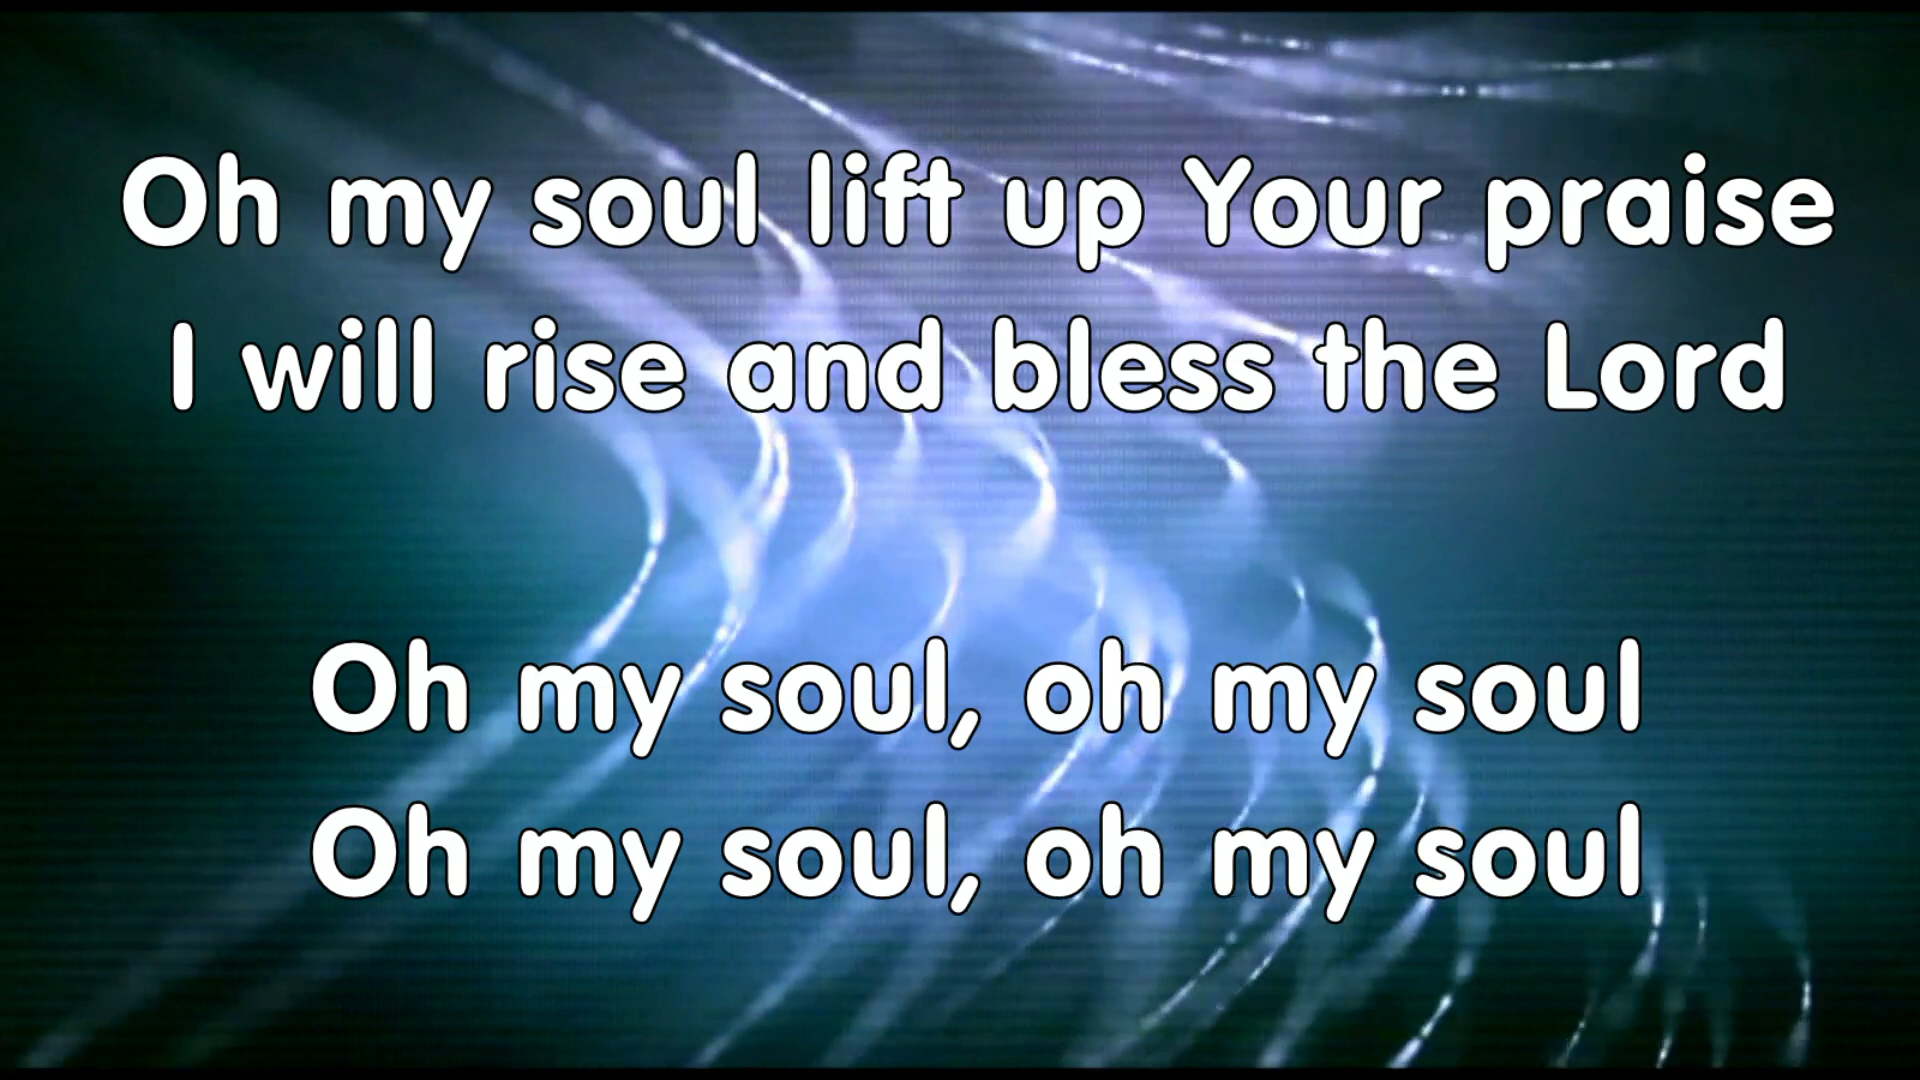 Oh my soul lift up Your praise
I will rise and bless the Lord
Oh my soul, oh my soul
Oh my soul, oh my soul